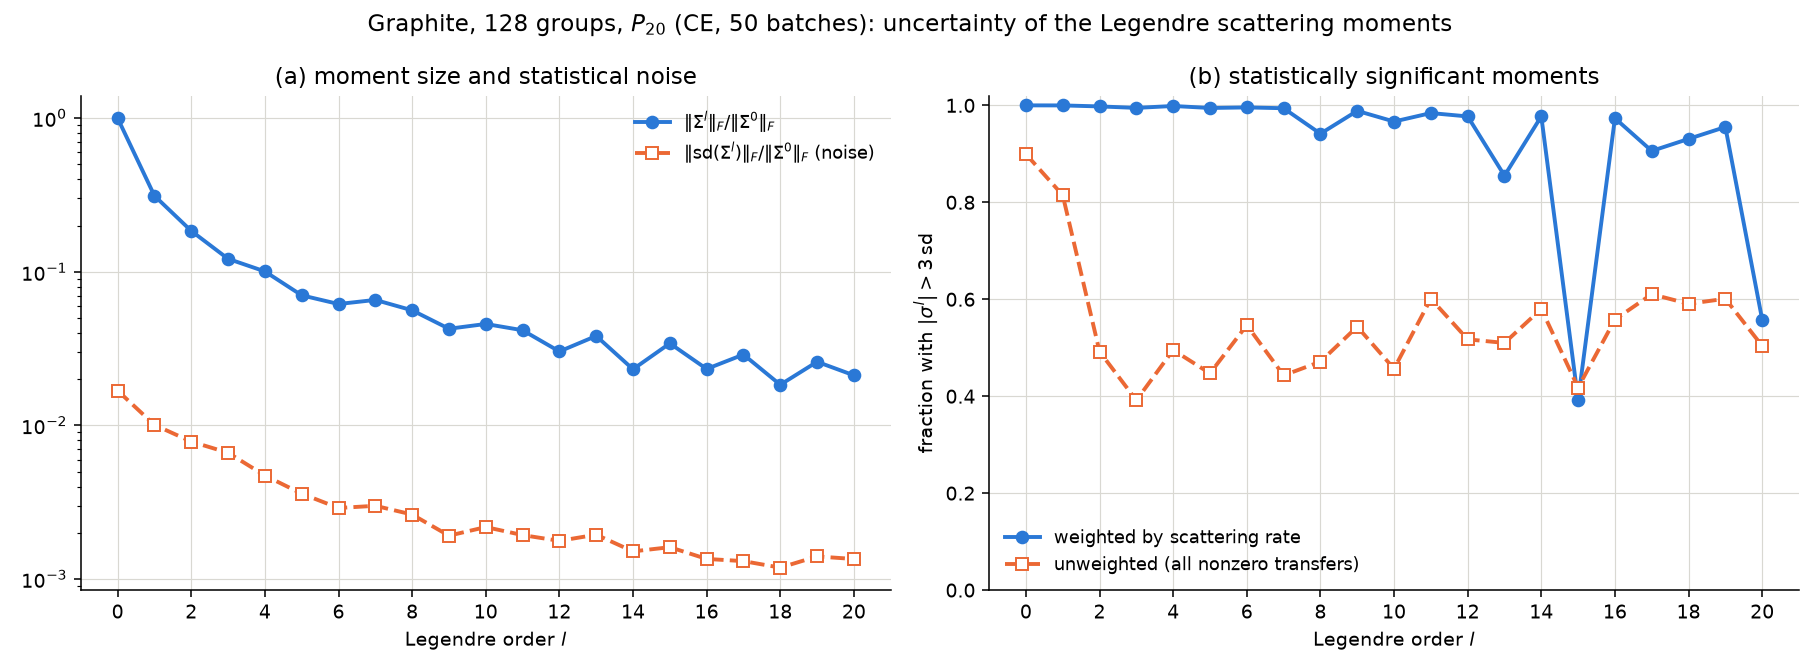 Graphite, 128 groups, P₂₀ (CE, 50 batches): uncertainty of the Legendre scattering moments
(a) moment size and statistical noise
‖Σˡ‖F/‖Σ⁰‖F
‖sd(Σˡ)‖F/‖Σ⁰‖F (noise)
10⁰
10⁻¹
10⁻²
10⁻³
0 2 4 6 8 10 12 14 16 18 20
Legendre order l
(b) statistically significant moments
fraction with |σˡ| > 3 sd
1.0
0.8
0.6
0.4
0.2
0.0
weighted by scattering rate
unweighted (all nonzero transfers)
0 2 4 6 8 10 12 14 16 18 20
Legendre order l